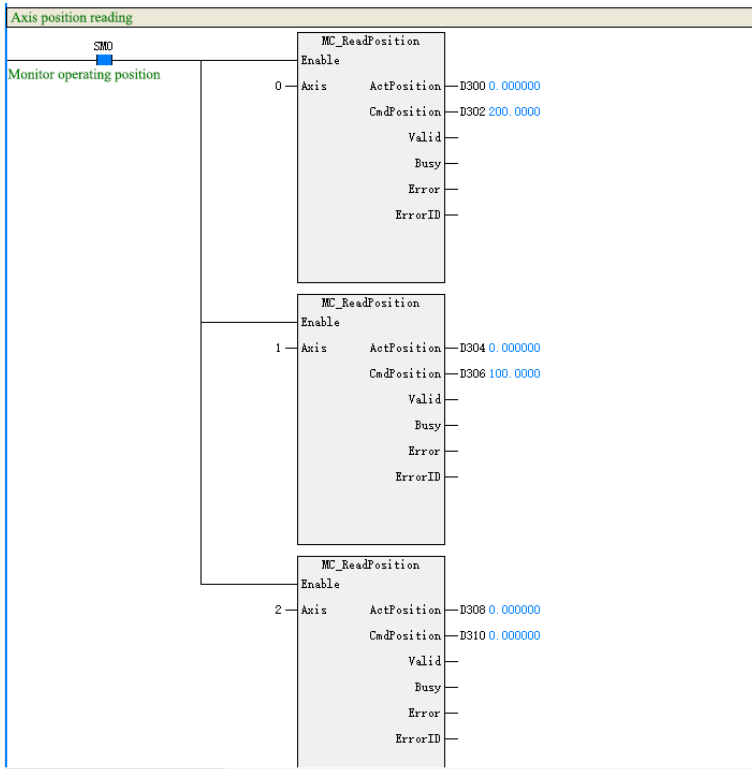 Axis position reading
SM0
Monitor operating position
MC_ReadPosition
Enable
0 Axis ActPosition D300 0.000000
CmdPosition D302 200.0000
Valid
Busy
Error
ErrorID
MC_ReadPosition
Enable
1 Axis ActPosition D304 0.000000
CmdPosition D306 100.0000
Valid
Busy
Error
ErrorID
MC_ReadPosition
Enable
2 Axis ActPosition D308 0.000000
CmdPosition D310 0.000000
Valid
Busy
Error
ErrorID